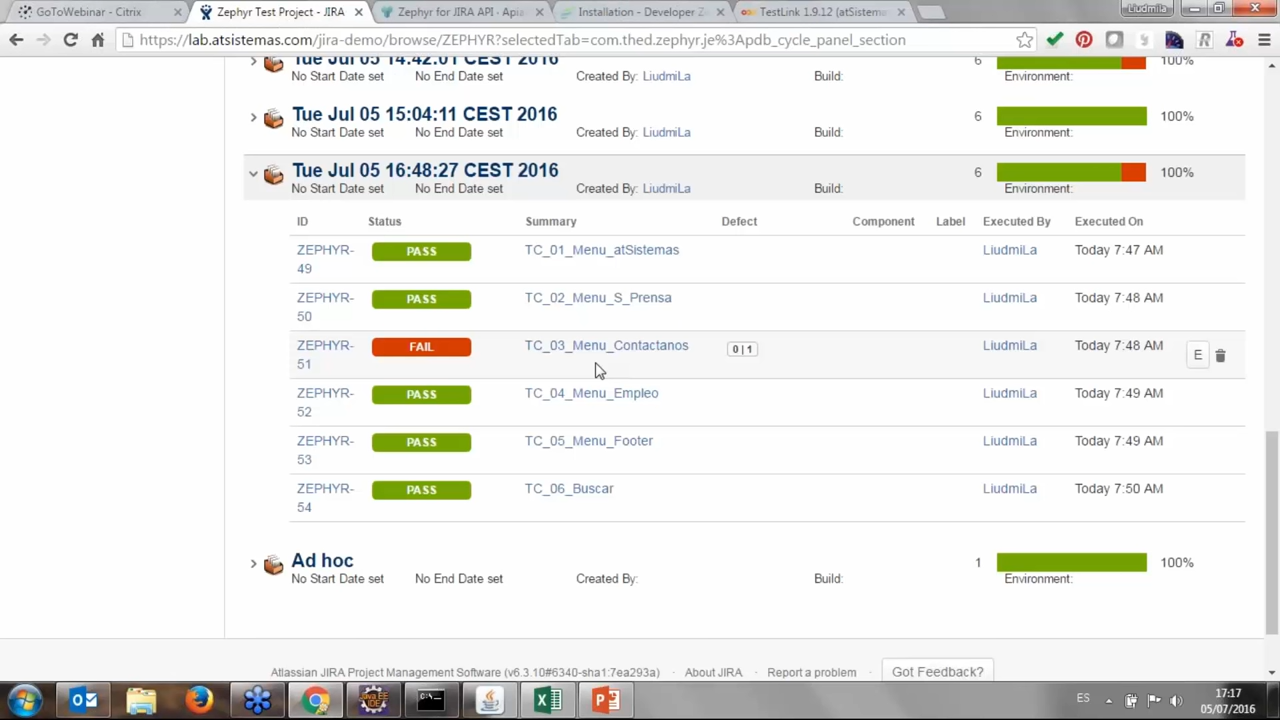 GoToWebinar - Citrix
Zephyr Test Project - JIRA
Zephyr for JIRA API · Apia
Installation - Developer Z
TestLink 1.9.12 (atSistema
Liudmila
https://lab.atsistemas.com/jira-demo/browse/ZEPHYR?selectedTab=com.thed.zephyr.je%3Apdb_cycle_panel_section
Tue Jul 05 14:42:01 CEST 2016 6 100%
No Start Date set No End Date set Created By: LiudmiLa Build: Environment:
Tue Jul 05 15:04:11 CEST 2016 6 100%
No Start Date set No End Date set Created By: LiudmiLa Build: Environment:
Tue Jul 05 16:48:27 CEST 2016 6 100%
No Start Date set No End Date set Created By: LiudmiLa Build: Environment:
ID Status Summary Defect Component Label Executed By Executed On
ZEPHYR- PASS TC_01_Menu_atSistemas LiudmiLa Today 7:47 AM
49
ZEPHYR- PASS TC_02_Menu_S_Prensa LiudmiLa Today 7:48 AM
50
ZEPHYR- FAIL TC_03_Menu_Contactanos 0 | 1 LiudmiLa Today 7:48 AM E
51
ZEPHYR- PASS TC_04_Menu_Empleo LiudmiLa Today 7:49 AM
52
ZEPHYR- PASS TC_05_Menu_Footer LiudmiLa Today 7:49 AM
53
ZEPHYR- PASS TC_06_Buscar LiudmiLa Today 7:50 AM
54
Ad hoc 1 100%
No Start Date set No End Date set Created By: Build: Environment:
Atlassian JIRA Project Management Software (v6.3.10#6340-sha1:7ea293a) · About JIRA · Report a problem · Got Feedback?
ES 17:17
05/07/2016